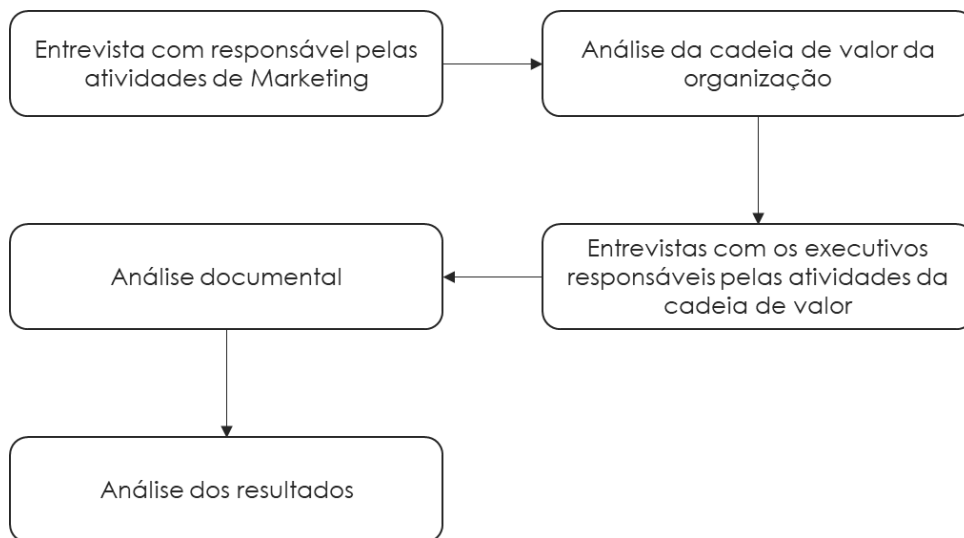 Entrevista com responsável pelas
atividades de Marketing
Análise da cadeia de valor da
organização
Entrevistas com os executivos
responsáveis pelas atividades da
cadeia de valor
Análise documental
Análise dos resultados